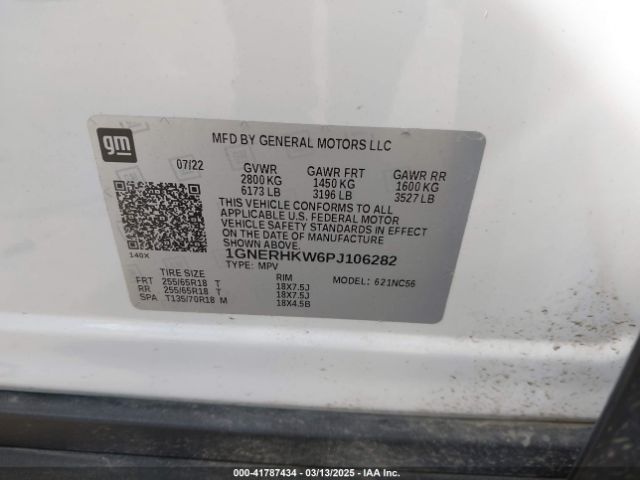 gm
MFD BY GENERAL MOTORS LLC
07/22
GVWR GAWR FRT GAWR RR
2800 KG 1450 KG 1600 KG
6173 LB 3196 LB 3527 LB
THIS VEHICLE CONFORMS TO ALL
APPLICABLE U.S. FEDERAL MOTOR
VEHICLE SAFETY STANDARDS IN
EFFECT ON THE DATE OF
MANUFACTURE SHOWN ABOVE.
1GNERHKW6PJ106282
TYPE: MPV
140X
TIRE SIZE RIM MODEL: 621NC56
FRT 255/65R18 T 18X7.5J
RR 255/65R18 T 18X7.5J
SPA T135/70R18 M 18X4.5B
© 41787434 — 03/13/2025 — IAA Inc.